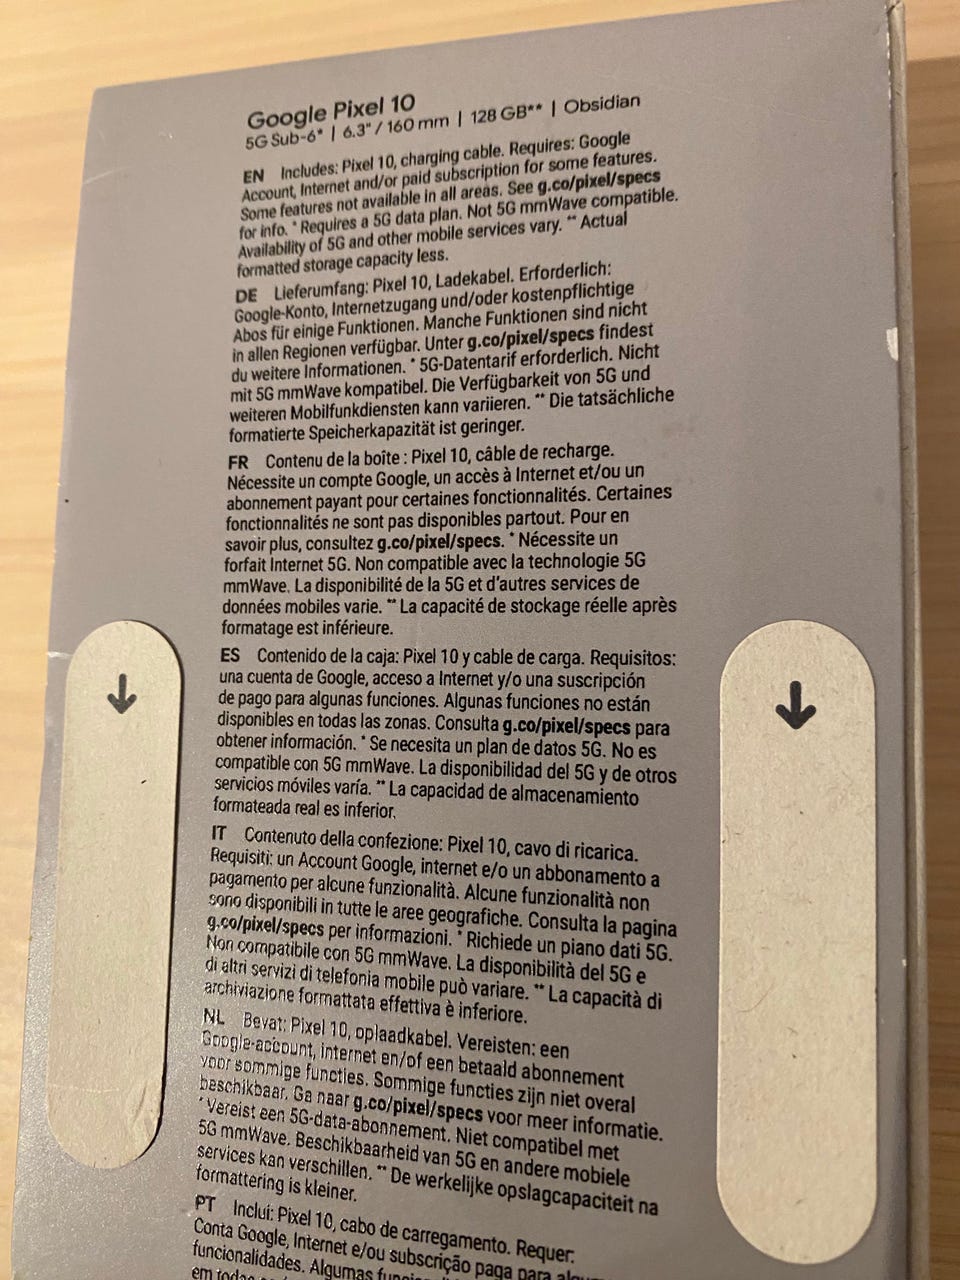 Google Pixel 10
5G Sub-6* | 6.3" / 160 mm | 128 GB** | Obsidian
EN Includes: Pixel 10, charging cable. Requires: Google
Account, Internet and/or paid subscription for some features.
Some features not available in all areas. See g.co/pixel/specs
for info. * Requires a 5G data plan. Not 5G mmWave compatible.
Availability of 5G and other mobile services vary. ** Actual
formatted storage capacity less.
DE Lieferumfang: Pixel 10, Ladekabel. Erforderlich:
Google-Konto, Internetzugang und/oder kostenpflichtige
Abos für einige Funktionen. Manche Funktionen sind nicht
in allen Regionen verfügbar. Unter g.co/pixel/specs findest
du weitere Informationen. * 5G-Datentarif erforderlich. Nicht
mit 5G mmWave kompatibel. Die Verfügbarkeit von 5G und
weiteren Mobilfunkdiensten kann variieren. ** Die tatsächliche
formatierte Speicherkapazität ist geringer.
FR Contenu de la boîte : Pixel 10, câble de recharge.
Nécessite un compte Google, un accès à Internet et/ou un
abonnement payant pour certaines fonctionnalités. Certaines
fonctionnalités ne sont pas disponibles partout. Pour en
savoir plus, consultez g.co/pixel/specs. * Nécessite un
forfait Internet 5G. Non compatible avec la technologie 5G
mmWave. La disponibilité de la 5G et d'autres services de
données mobiles varie. ** La capacité de stockage réelle après
formatage est inférieure.
ES Contenido de la caja: Pixel 10 y cable de carga. Requisitos:
una cuenta de Google, acceso a Internet y/o una suscripción
de pago para algunas funciones. Algunas funciones no están
disponibles en todas las zonas. Consulta g.co/pixel/specs para
obtener información. * Se necesita un plan de datos 5G. No es
compatible con 5G mmWave. La disponibilidad del 5G y de otros
servicios móviles varía. ** La capacidad de almacenamiento
formateada real es inferior.
IT Contenuto della confezione: Pixel 10, cavo di ricarica.
Requisiti: un Account Google, internet e/o un abbonamento a
pagamento per alcune funzionalità. Alcune funzionalità non
sono disponibili in tutte le aree geografiche. Consulta la pagina
g.co/pixel/specs per informazioni. * Richiede un piano dati 5G.
Non compatibile con 5G mmWave. La disponibilità del 5G e
di altri servizi di telefonia mobile può variare. ** La capacità di
archiviazione formattata effettiva è inferiore.
NL Bevat: Pixel 10, oplaadkabel. Vereisten: een
Google-account, internet en/of een betaald abonnement
voor sommige functies. Sommige functies zijn niet overal
beschikbaar. Ga naar g.co/pixel/specs voor meer informatie.
* Vereist een 5G-data-abonnement. Niet compatibel met
5G mmWave. Beschikbaarheid van 5G en andere mobiele
services kan verschillen. ** De werkelijke opslagcapaciteit na
formattering is kleiner.
PT Inclui: Pixel 10, cabo de carregamento. Requer:
Conta Google, Internet e/ou subscrição paga para
funcionalidades. Algumas
em